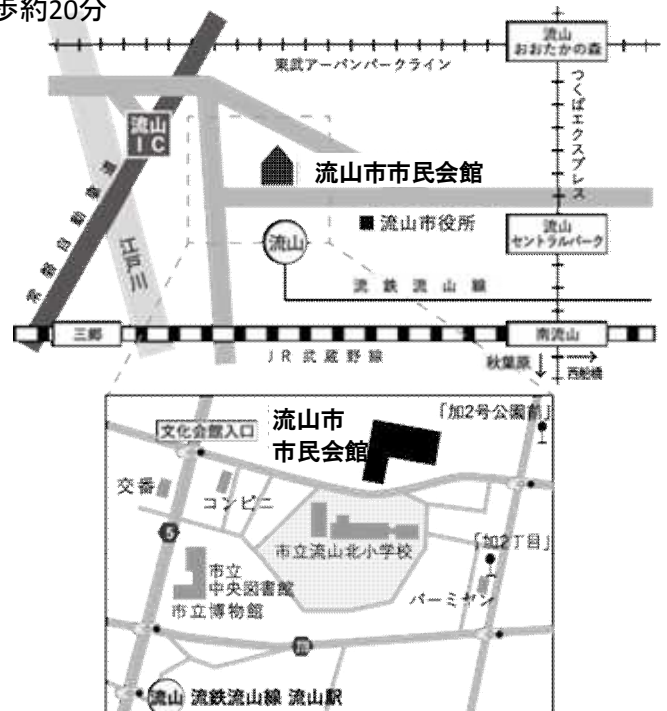 歩約20分
流山
おおたかの森
東武アーバンパークライン
つくばエクスプレス
流山
IC
流山市市民会館
常磐自動車道
江戸川
流山市役所
流山
流山
セントラルパーク
流鉄流山線
三郷
南流山
JR武蔵野線
秋葉原
西船橋
流山市
市民会館
「加2号公園前」
文化会館入口
交番
コンビニ
5
市立流山北小学校
「加2丁目」
市立
中央図書館
市立博物館
バーミヤン
流山 流鉄流山線 流山駅